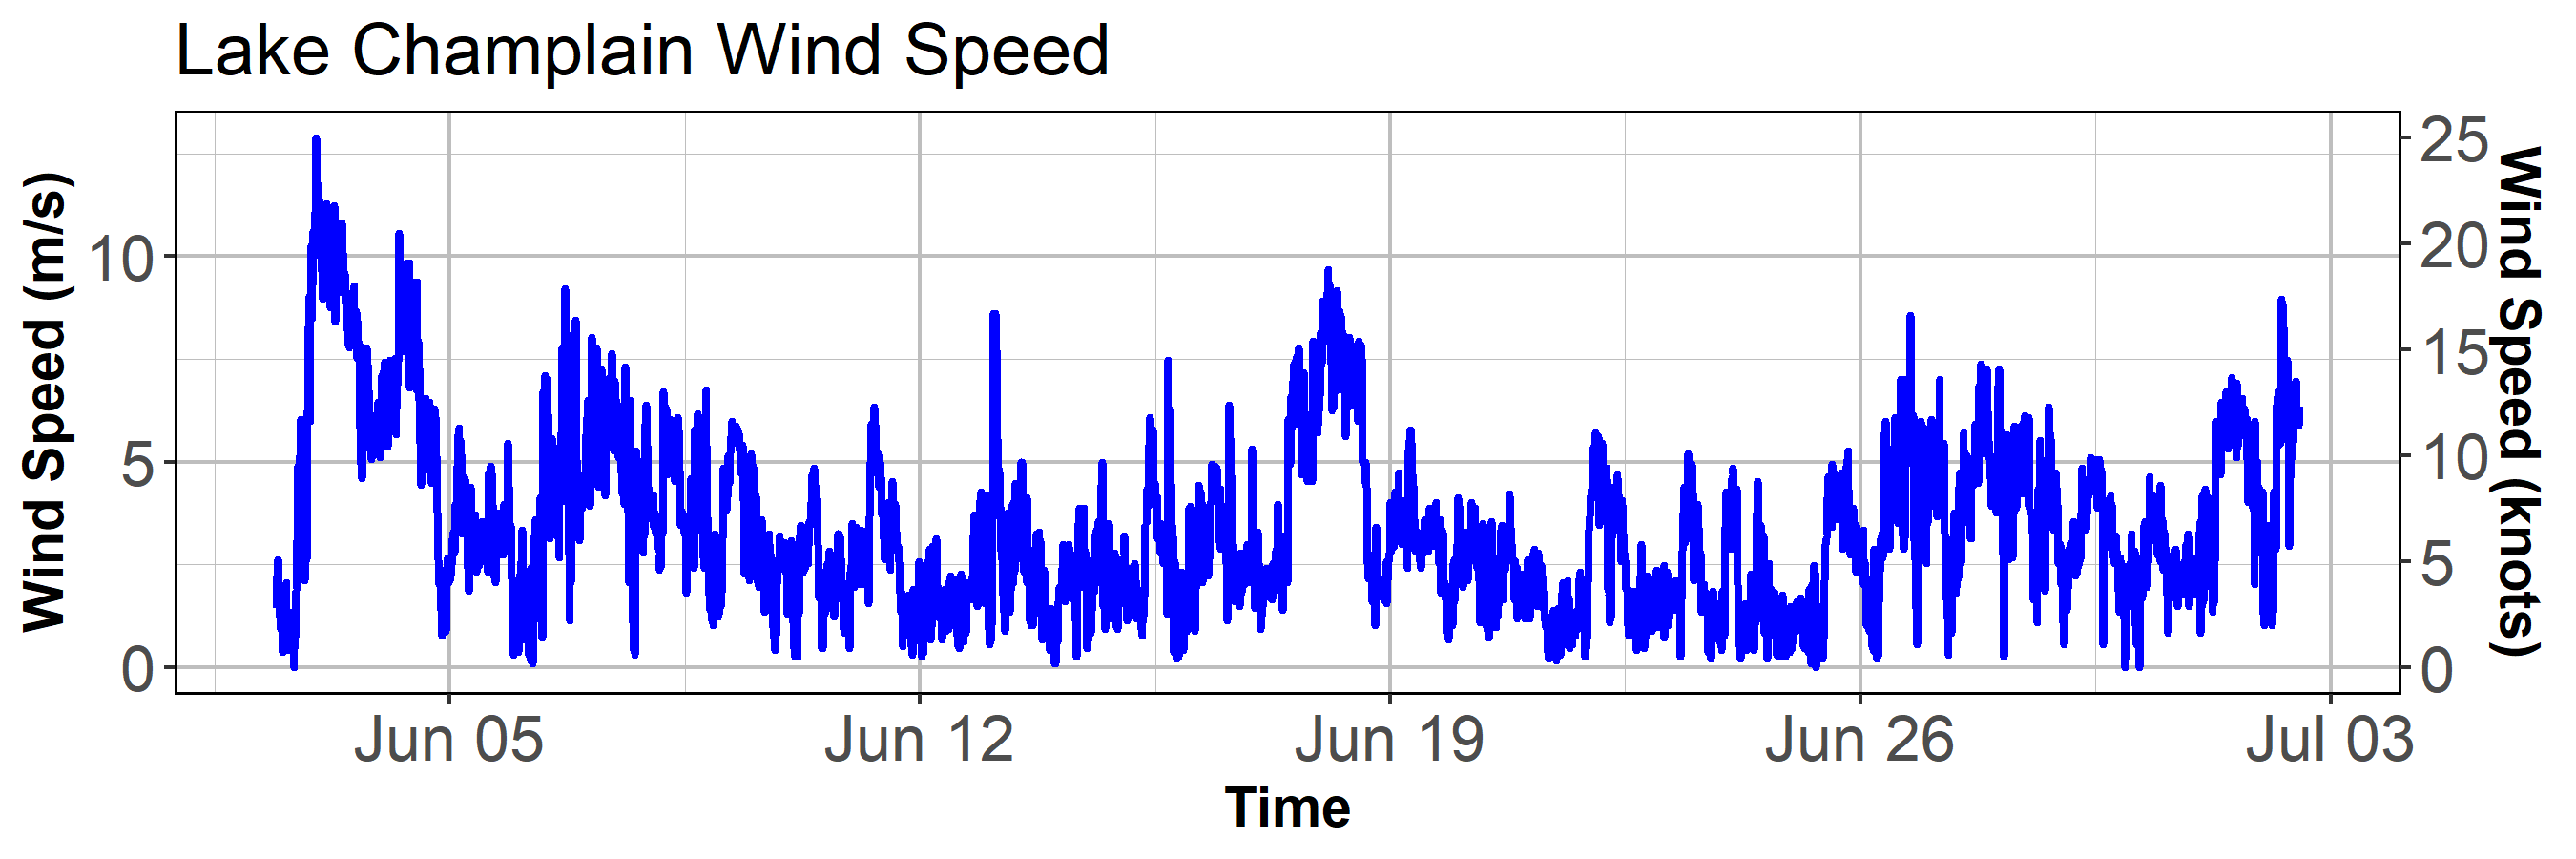 Lake Champlain Wind Speed
Wind Speed (m/s)
10
5
0
25
20
15
10
5
0
Wind Speed (knots)
Jun 05
Jun 12
Jun 19
Jun 26
Jul 03
Time